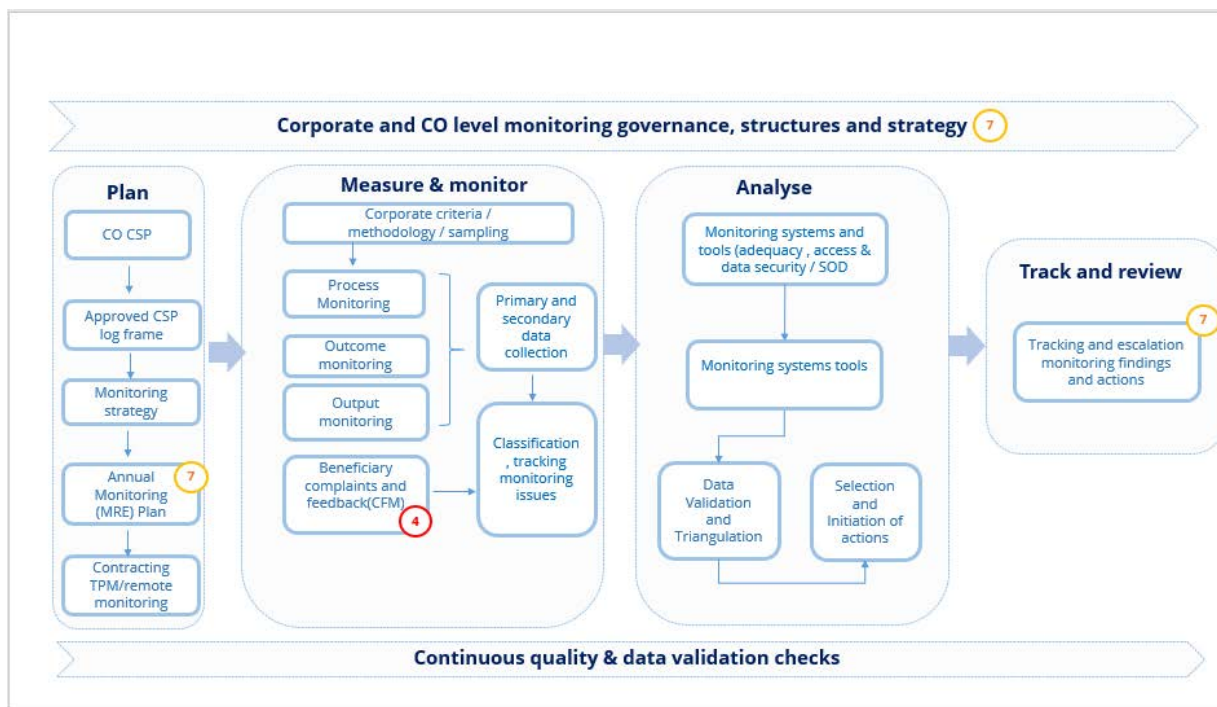 Corporate and CO level monitoring governance, structures and strategy 7
Plan
CO CSP
Approved CSP
log frame
Monitoring
strategy
Annual
Monitoring
(MRE) Plan
7
Contracting
TPM/remote
monitoring
Measure & monitor
Corporate criteria /
methodology / sampling
Process
Monitoring
Outcome
monitoring
Output
monitoring
Beneficiary
complaints and
feedback(CFM)
4
Primary and
secondary
data
collection
Classification
, tracking
monitoring
issues
Analyse
Monitoring systems and
tools (adequacy , access &
data security / SOD
Monitoring systems tools
Data
Validation
and
Triangulation
Selection
and
Initiation of
actions
Track and review
7
Tracking and escalation
monitoring findings
and actions
Continuous quality & data validation checks